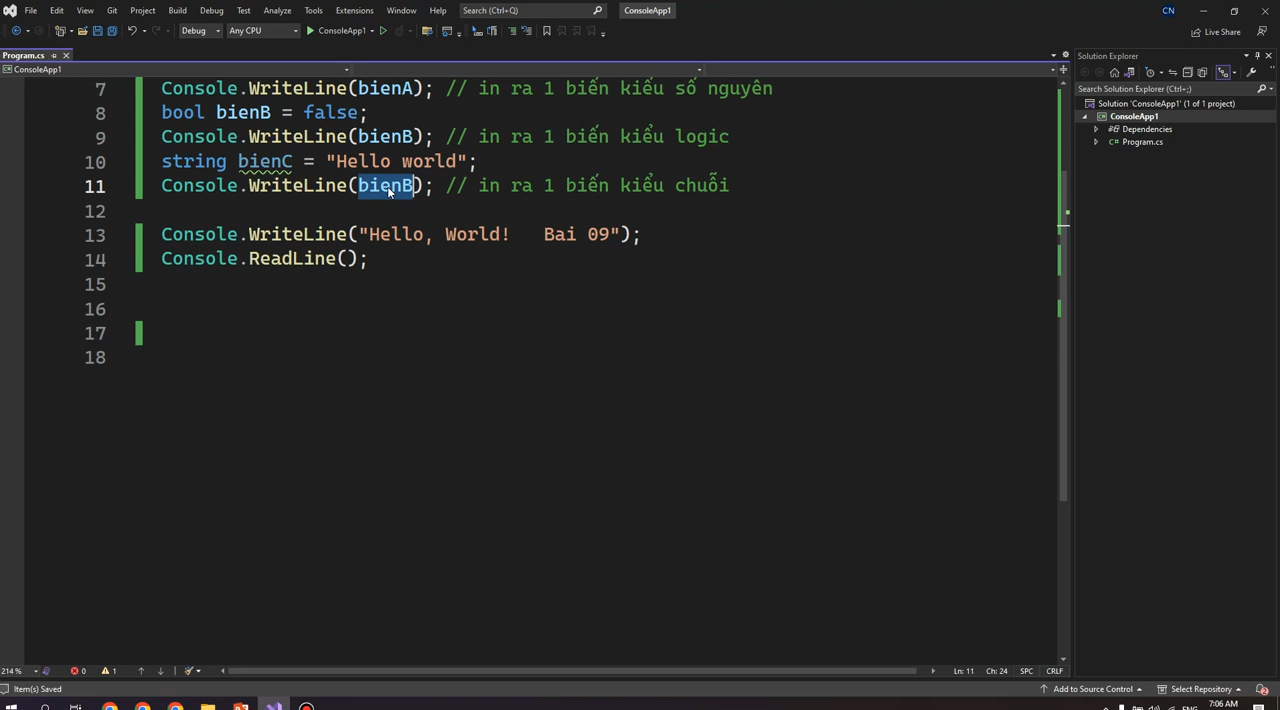 File Edit View Git Project Build Debug Test Analyze Tools Extensions Window Help Search (Ctrl+Q) ConsoleApp1 CN
Debug Any CPU ConsoleApp1 Live Share
Program.cs
ConsoleApp1
7 Console.WriteLine(bienA); // in ra 1 biến kiểu số nguyên
8 bool bienB = false;
9 Console.WriteLine(bienB); // in ra 1 biến kiểu logic
10 string bienC = "Hello world";
11 Console.WriteLine(bienB); // in ra 1 biến kiểu chuỗi
12
13 Console.WriteLine("Hello, World!   Bai 09");
14 Console.ReadLine();
15
16
17
18
Solution Explorer
Search Solution Explorer (Ctrl+;)
Solution 'ConsoleApp1' (1 of 1 project)
ConsoleApp1
Dependencies
Program.cs
214 % 0 1 Ln: 11 Ch: 24 SPC CRLF
Item(s) Saved Add to Source Control Select Repository 2
ENG 7:06 AM